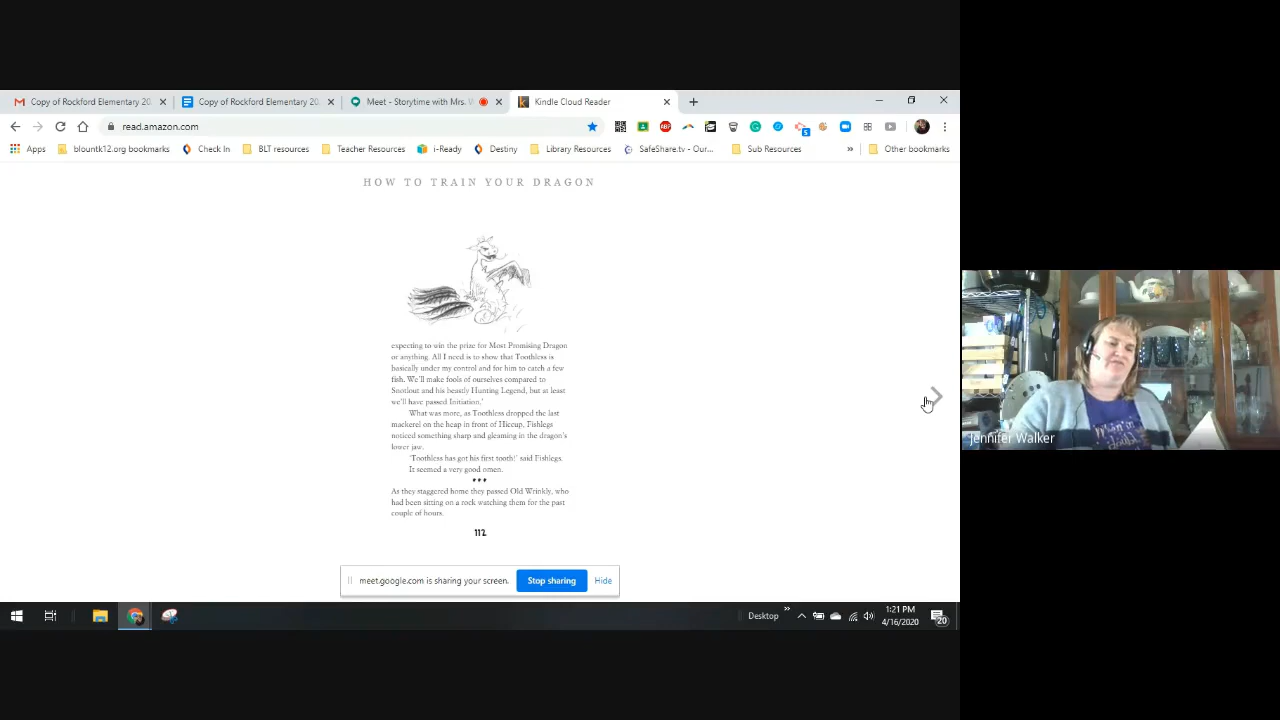 Copy of Rockford Elementary 20
Copy of Rockford Elementary 20
Meet - Storytime with Mrs. W
Kindle Cloud Reader
read.amazon.com
Apps
blountk12.org bookmarks
Check In
BLT resources
Teacher Resources
i-Ready
Destiny
Library Resources
SafeShare.tv - Our...
Sub Resources
»
Other bookmarks
HOW TO TRAIN YOUR DRAGON
expecting to win the prize for Most Promising Dragon
or anything. All I need is to show that Toothless is
basically under my control and for him to catch a few
fish. We'll make fools of ourselves compared to
Snotlout and his beastly Hunting Legend, but at least
we'll have passed Initiation.'
What was more, as Toothless dropped the last
mackerel on the heap in front of Hiccup, Fishlegs
noticed something sharp and gleaming in the dragon's
lower jaw.
'Toothless has got his first tooth!' said Fishlegs.
It seemed a very good omen.
As they staggered home they passed Old Wrinkly, who
had been sitting on a rock watching them for the past
couple of hours.
112
meet.google.com is sharing your screen.
Stop sharing
Hide
Jennifer Walker
Desktop
»
1:21 PM
4/16/2020
20